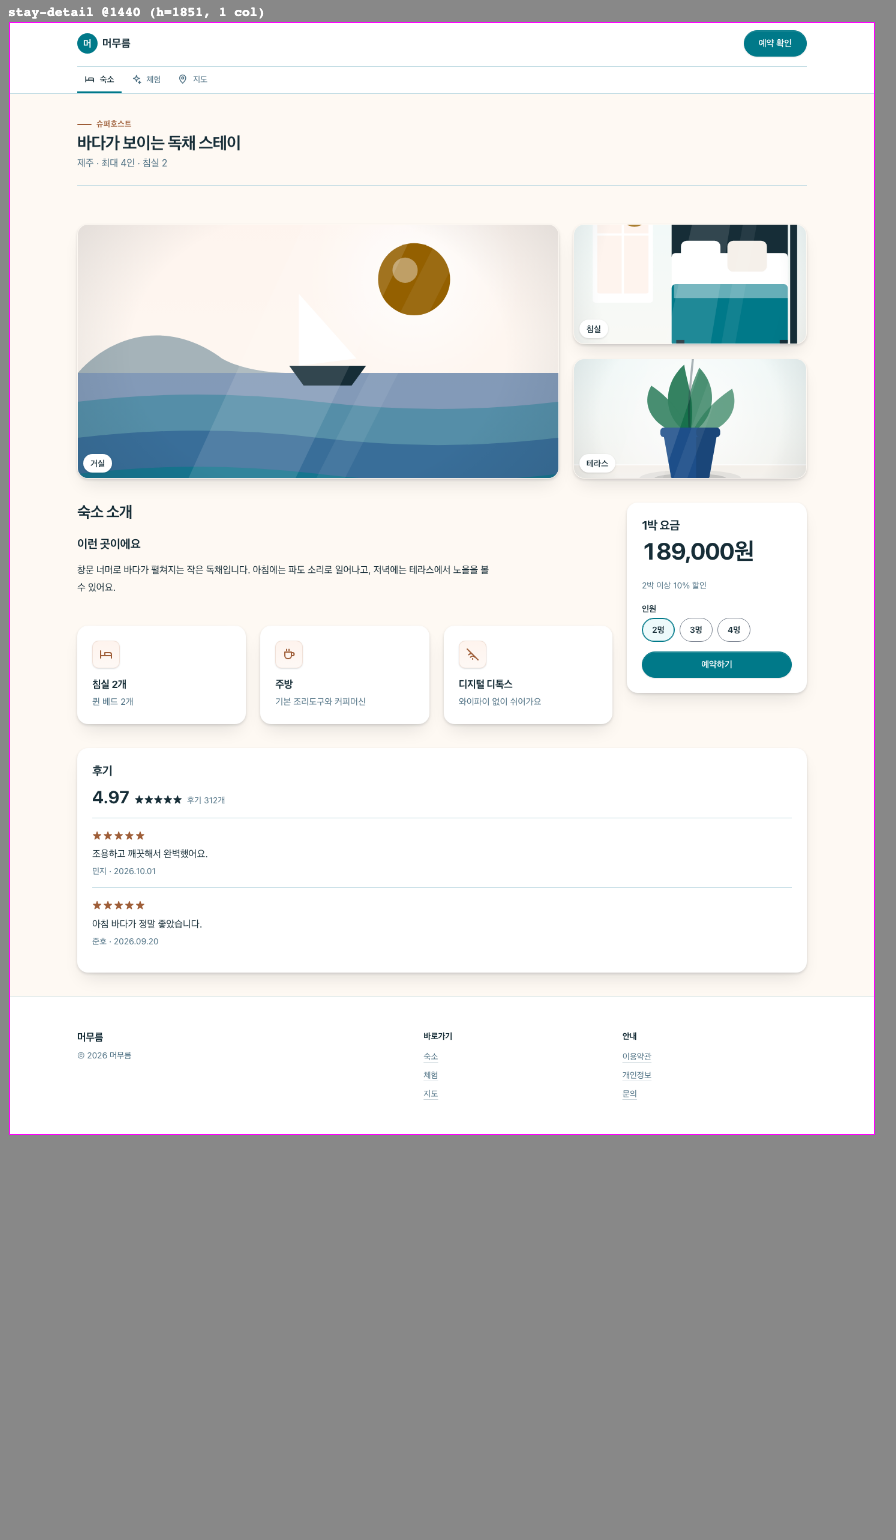 stay-detail @1440 (h=1851, 1 col)
머 머무름
예약 확인
숙소 체험 지도
슈퍼호스트
바다가 보이는 독채 스테이
제주 · 최대 4인 · 침실 2
거실
침실
테라스
숙소 소개
이런 곳이에요
창문 너머로 바다가 펼쳐지는 작은 독채입니다. 아침에는 파도 소리로 일어나고, 저녁에는 테라스에서 노을을 볼
수 있어요.
침실 2개
퀸 베드 2개
주방
기본 조리도구와 커피머신
디지털 디톡스
와이파이 없이 쉬어가요
1박 요금
189,000원
2박 이상 10% 할인
인원
2명 3명 4명
예약하기
후기
4.97 ★★★★★ 후기 312개
★★★★★
조용하고 깨끗해서 완벽했어요.
민지 · 2026.10.01
★★★★★
아침 바다가 정말 좋았습니다.
준호 · 2026.09.20
머무름
© 2026 머무름
바로가기
숙소
체험
지도
안내
이용약관
개인정보
문의